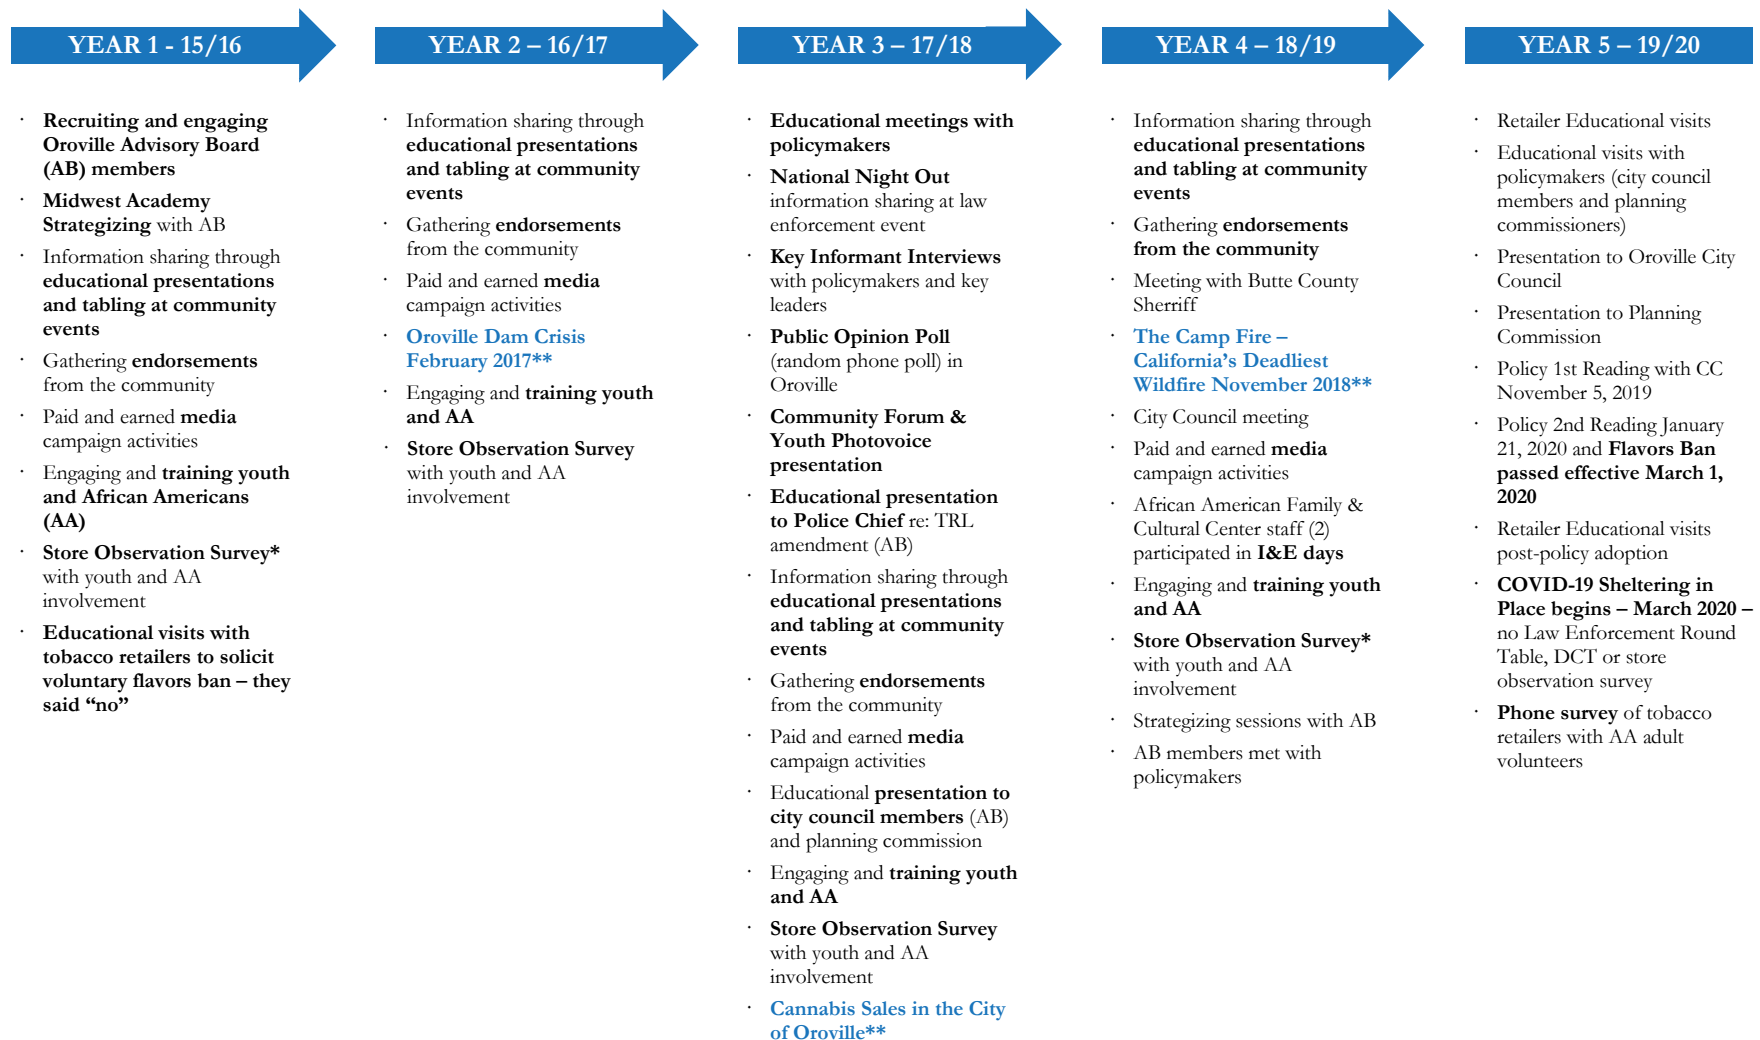 YEAR 1 - 15/16
· Recruiting and engaging
Oroville Advisory Board
(AB) members
· Midwest Academy
Strategizing with AB
· Information sharing through
educational presentations
and tabling at community
events
· Gathering endorsements
from the community
· Paid and earned media
campaign activities
· Engaging and training youth
and African Americans
(AA)
· Store Observation Survey*
with youth and AA
involvement
· Educational visits with
tobacco retailers to solicit
voluntary flavors ban – they
said “no”
YEAR 2 – 16/17
· Information sharing through
educational presentations
and tabling at community
events
· Gathering endorsements
from the community
· Paid and earned media
campaign activities
· Oroville Dam Crisis
February 2017**
· Engaging and training youth
and AA
· Store Observation Survey
with youth and AA
involvement
YEAR 3 – 17/18
· Educational meetings with
policymakers
· National Night Out
information sharing at law
enforcement event
· Key Informant Interviews
with policymakers and key
leaders
· Public Opinion Poll
(random phone poll) in
Oroville
· Community Forum &
Youth Photovoice
presentation
· Educational presentation
to Police Chief re: TRL
amendment (AB)
· Information sharing through
educational presentations
and tabling at community
events
· Gathering endorsements
from the community
· Paid and earned media
campaign activities
· Educational presentation to
city council members (AB)
and planning commission
· Engaging and training youth
and AA
· Store Observation Survey
with youth and AA
involvement
· Cannabis Sales in the City
of Oroville**
YEAR 4 – 18/19
· Information sharing through
educational presentations
and tabling at community
events
· Gathering endorsements
from the community
· Meeting with Butte County
Sherriff
· The Camp Fire –
California’s Deadliest
Wildfire November 2018**
· City Council meeting
· Paid and earned media
campaign activities
· African American Family &
Cultural Center staff (2)
participated in I&E days
· Engaging and training youth
and AA
· Store Observation Survey*
with youth and AA
involvement
· Strategizing sessions with AB
· AB members met with
policymakers
YEAR 5 – 19/20
· Retailer Educational visits
· Educational visits with
policymakers (city council
members and planning
commissioners)
· Presentation to Oroville City
Council
· Presentation to Planning
Commission
· Policy 1st Reading with CC
November 5, 2019
· Policy 2nd Reading January
21, 2020 and Flavors Ban
passed effective March 1,
2020
· Retailer Educational visits
post-policy adoption
· COVID-19 Sheltering in
Place begins – March 2020 –
no Law Enforcement Round
Table, DCT or store
observation survey
· Phone survey of tobacco
retailers with AA adult
volunteers